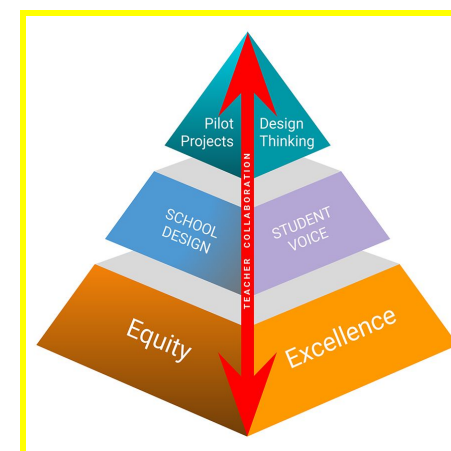 Pilot
Projects
Design
Thinking
TEACHER COLLABORATION
SCHOOL
DESIGN
STUDENT
VOICE
Equity
Excellence